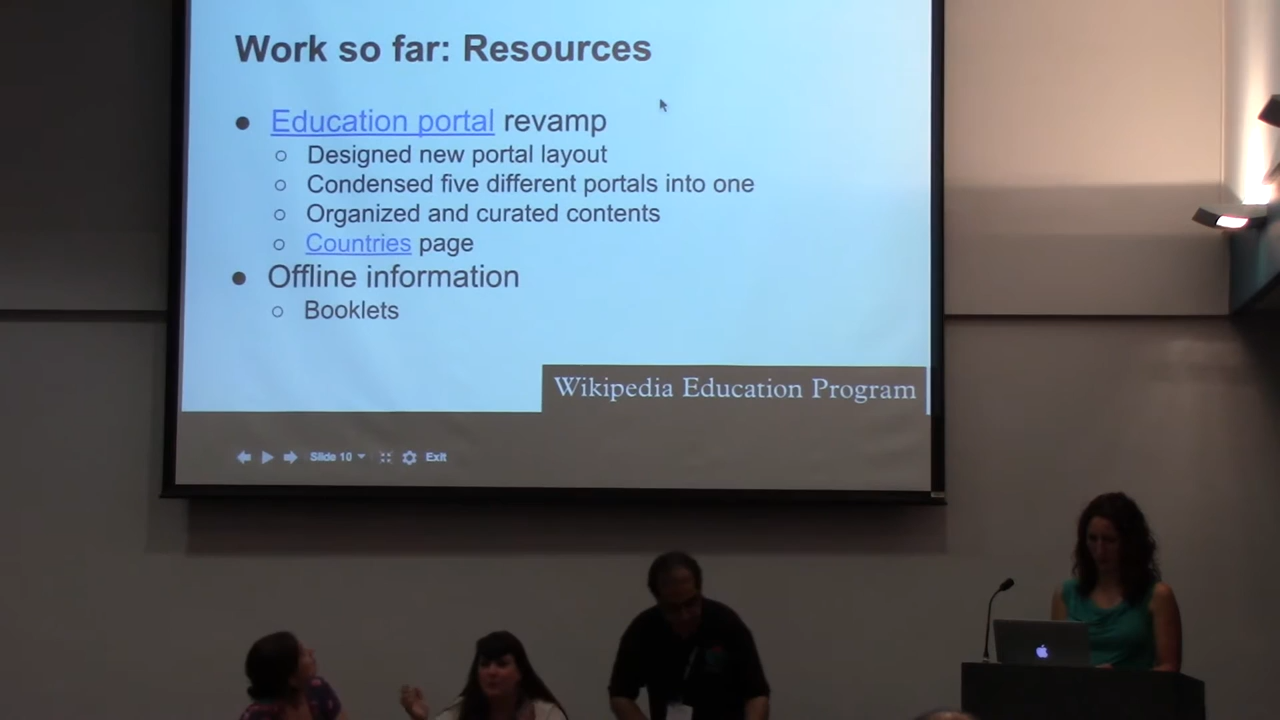 Work so far: Resources
● Education portal revamp
○ Designed new portal layout
○ Condensed five different portals into one
○ Organized and curated contents
○ Countries page
● Offline information
○ Booklets
Wikipedia Education Program
Slide 10 Exit